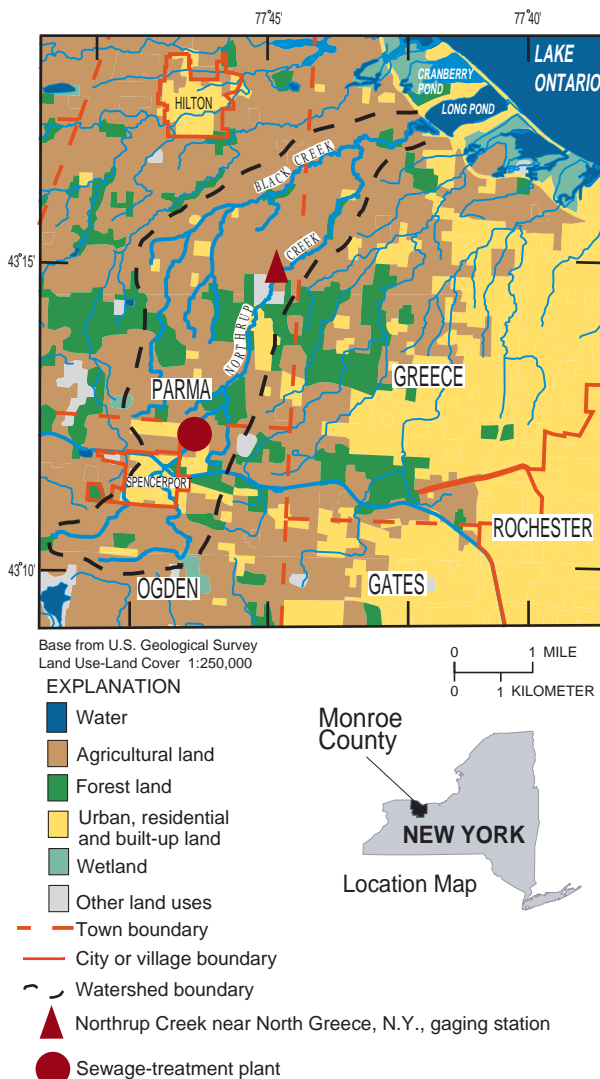 77°45'
77°40'
LAKE
ONTARIO
CRANBERRY
POND
LONG POND
HILTON
BLACK CREEK
CREEK
43°15'
NORTHRUP
PARMA
GREECE
SPENCERPORT
ROCHESTER
43°10'
OGDEN
GATES
Base from U.S. Geological Survey
Land Use-Land Cover 1:250,000
0 1 MILE
0 1 KILOMETER
EXPLANATION
Water
Agricultural land
Forest land
Urban, residential
and built-up land
Wetland
Other land uses
Town boundary
City or village boundary
Watershed boundary
Northrup Creek near North Greece, N.Y., gaging station
Sewage-treatment plant
Monroe
County
NEW YORK
Location Map